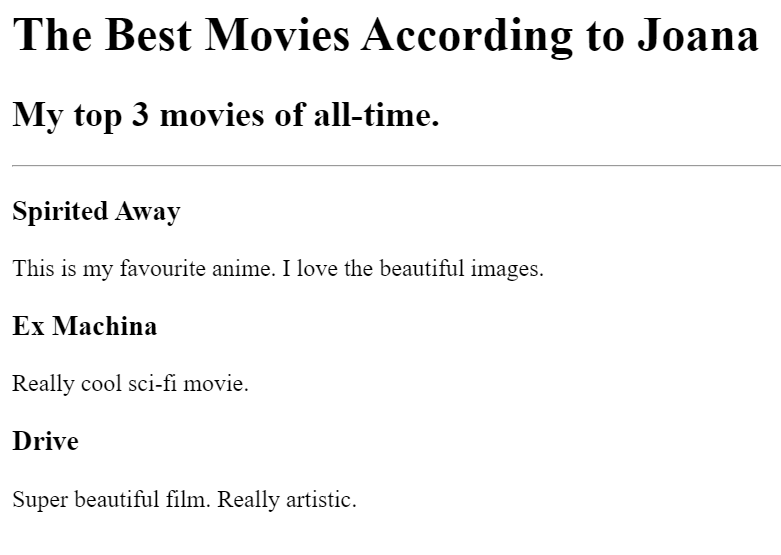 The Best Movies According to Joana
My top 3 movies of all-time.
Spirited Away
This is my favourite anime. I love the beautiful images.
Ex Machina
Really cool sci-fi movie.
Drive
Super beautiful film. Really artistic.